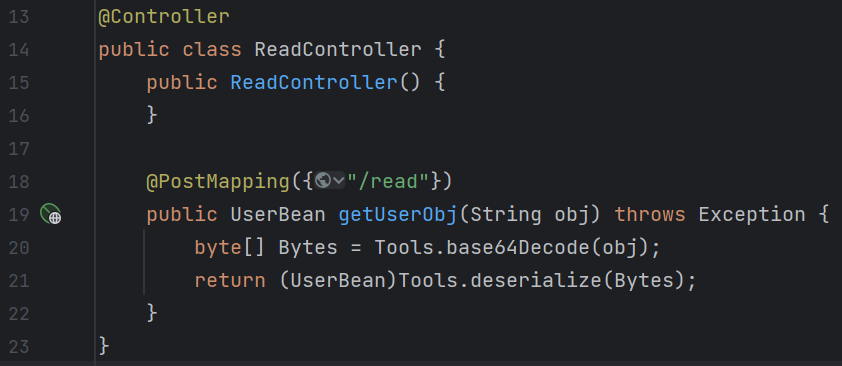 13 @Controller
14 public class ReadController {
15     public ReadController() {
16     }
17
18     @PostMapping({"/read"})
19     public UserBean getUserObj(String obj) throws Exception {
20         byte[] Bytes = Tools.base64Decode(obj);
21         return (UserBean)Tools.deserialize(Bytes);
22     }
23 }